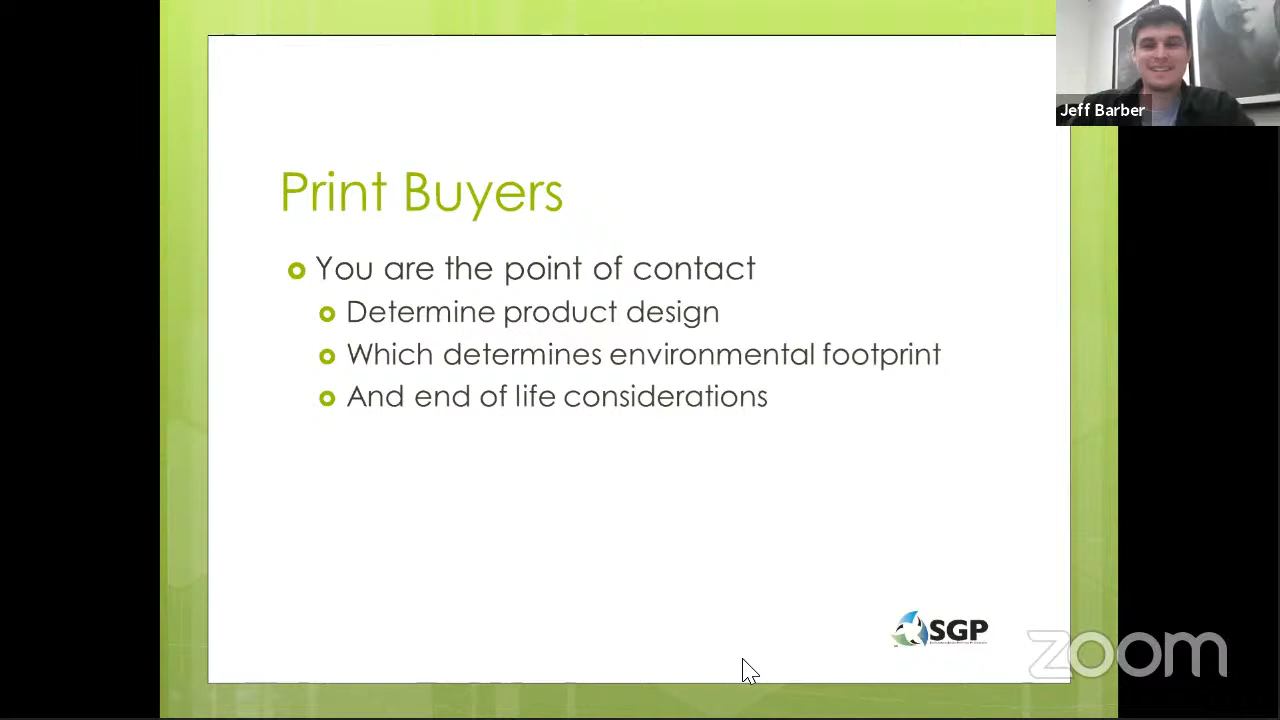 Jeff Barber
Print Buyers
You are the point of contact
Determine product design
Which determines environmental footprint
And end of life considerations
SGP
zoom